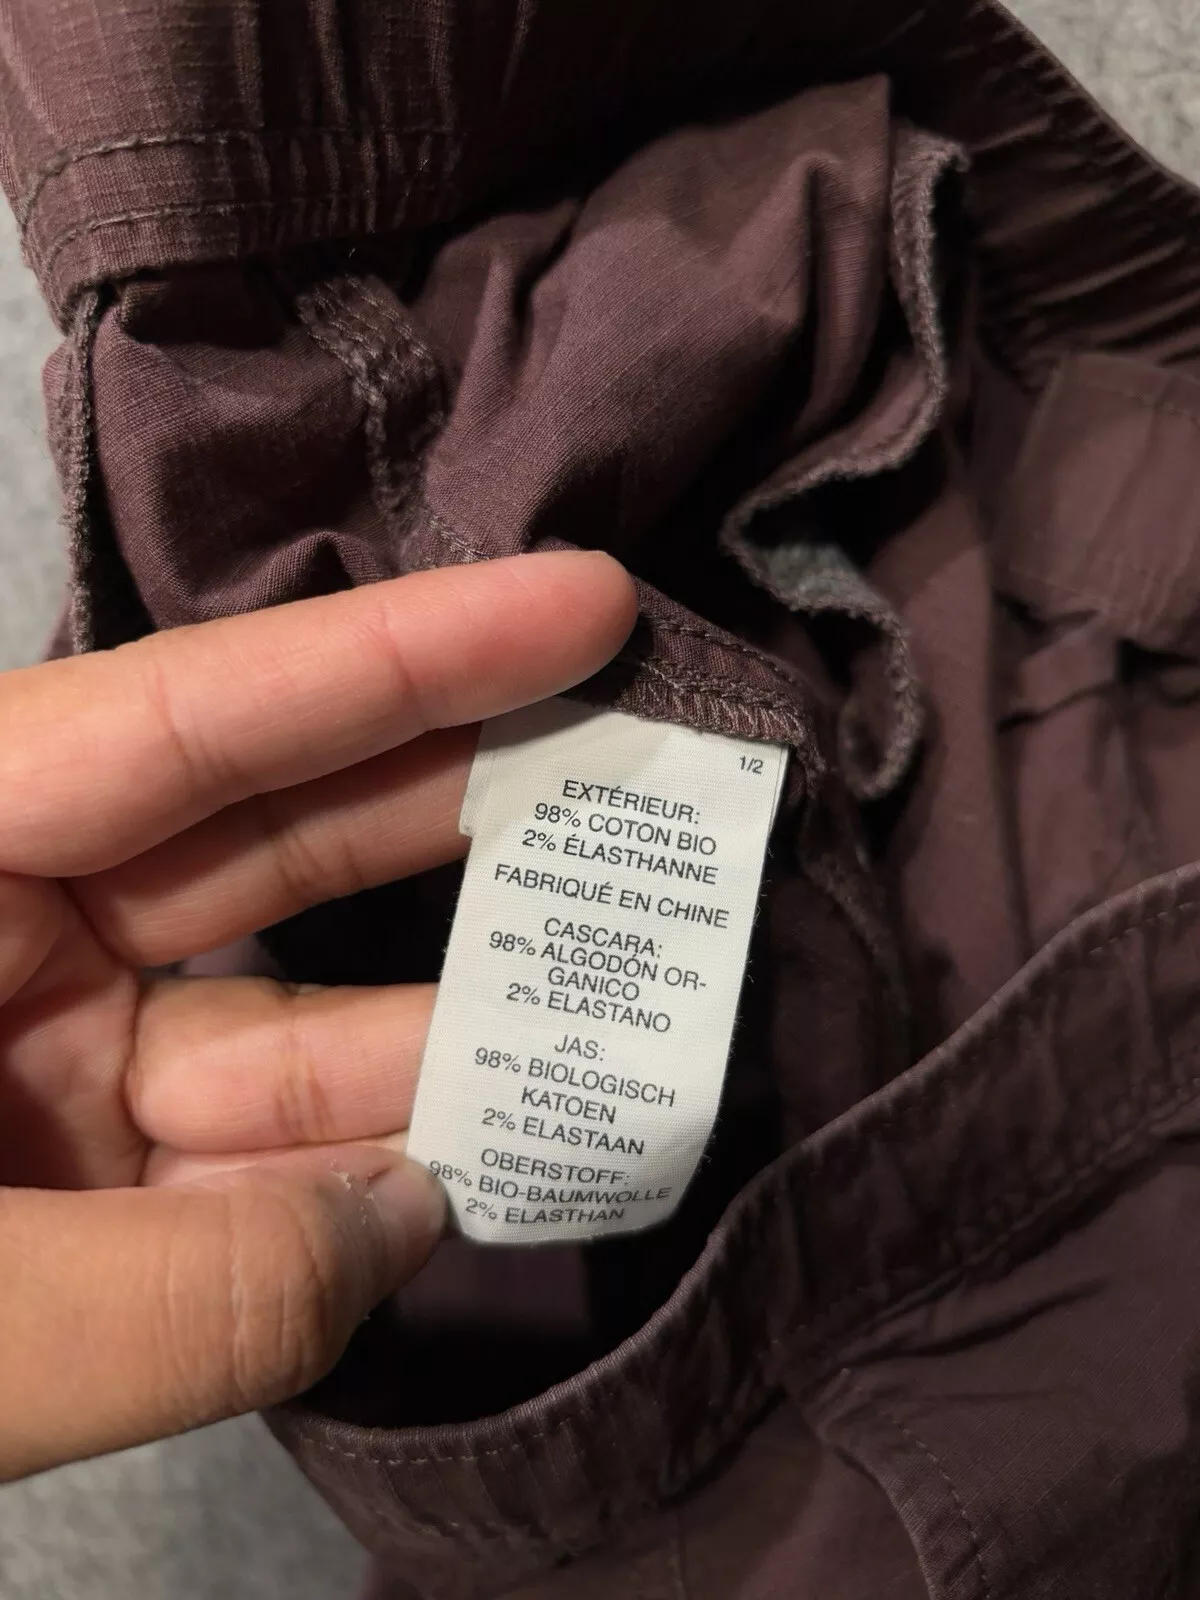 1/2
EXTÉRIEUR:
98% COTON BIO
2% ÉLASTHANNE
FABRIQUÉ EN CHINE
CASCARA:
98% ALGODÓN OR-
GANICO
2% ELASTANO
JAS:
98% BIOLOGISCH
KATOEN
2% ELASTAAN
OBERSTOFF:
98% BIO-BAUMWOLLE
2% ELASTHAN